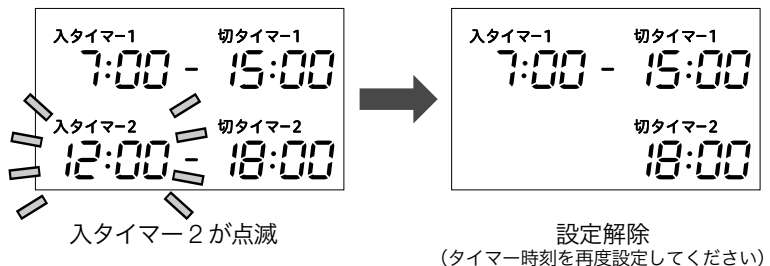 入タイマー1 切タイマー1
7:00 - 15:00
入タイマー2 切タイマー2
12:00 - 18:00
入タイマー2が点滅
入タイマー1 切タイマー1
7:00 - 15:00
切タイマー2
18:00
設定解除
（タイマー時刻を再度設定してください）